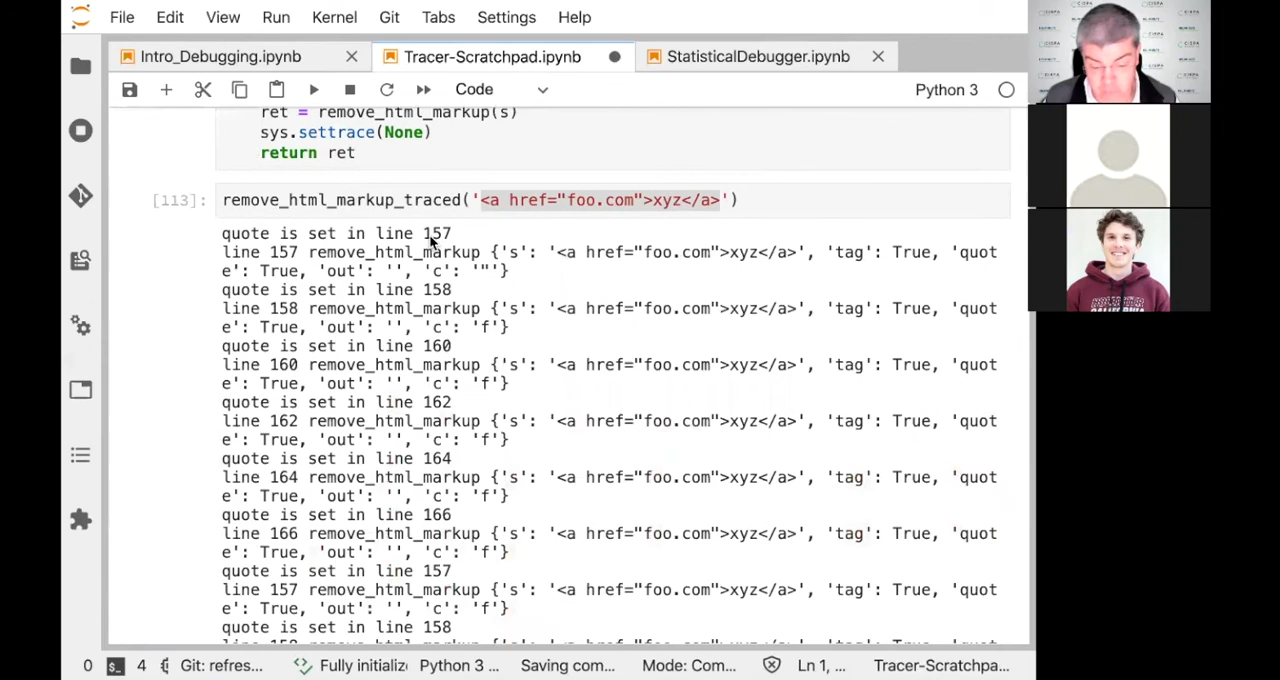 File Edit View Run Kernel Git Tabs Settings Help
Intro_Debugging.ipynb Tracer-Scratchpad.ipynb StatisticalDebugger.ipynb
Code Python 3
ret = remove_html_markup(s)
sys.settrace(None)
return ret
[113]: remove_html_markup_traced('<a href="foo.com">xyz</a>')
quote is set in line 157
line 157 remove_html_markup {'s': '<a href="foo.com">xyz</a>', 'tag': True, 'quot
e': True, 'out': '', 'c': '"'}
quote is set in line 158
line 158 remove_html_markup {'s': '<a href="foo.com">xyz</a>', 'tag': True, 'quot
e': True, 'out': '', 'c': 'f'}
quote is set in line 160
line 160 remove_html_markup {'s': '<a href="foo.com">xyz</a>', 'tag': True, 'quot
e': True, 'out': '', 'c': 'f'}
quote is set in line 162
line 162 remove_html_markup {'s': '<a href="foo.com">xyz</a>', 'tag': True, 'quot
e': True, 'out': '', 'c': 'f'}
quote is set in line 164
line 164 remove_html_markup {'s': '<a href="foo.com">xyz</a>', 'tag': True, 'quot
e': True, 'out': '', 'c': 'f'}
quote is set in line 166
line 166 remove_html_markup {'s': '<a href="foo.com">xyz</a>', 'tag': True, 'quot
e': True, 'out': '', 'c': 'f'}
quote is set in line 157
line 157 remove_html_markup {'s': '<a href="foo.com">xyz</a>', 'tag': True, 'quot
e': True, 'out': '', 'c': 'f'}
quote is set in line 158
0 4 Git: refres... Fully initializ Python 3 ... Saving com... Mode: Com... Ln 1, ... Tracer-Scratchpa...